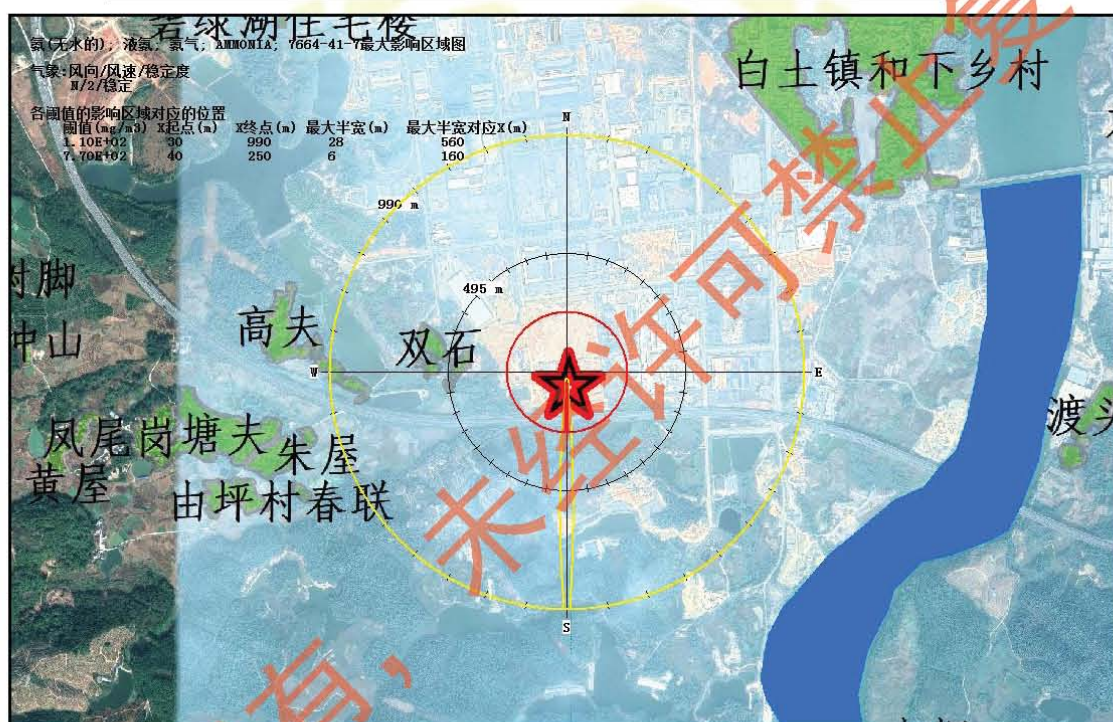 碧绿湖住宅楼
氨(无水的); 液氨; 氨气; AMMONIA; 7664-41-7最大影响区域图
气象:风向/风速/稳定度
N/2/稳定
各阈值的影响区域对应的位置
阈值(mg/m3) X起点(m) X终点(m) 最大半宽(m) 最大半宽对应X(m)
1.10E+02 30 990 28 560
7.70E+02 40 250 6 160
白土镇和下乡村
N
990 m
495 m
高夫
双石
W
E
冲山
凤尾岗塘夫
朱屋
黄屋
由坪村春联
渡头
S
有，未经许可禁止复